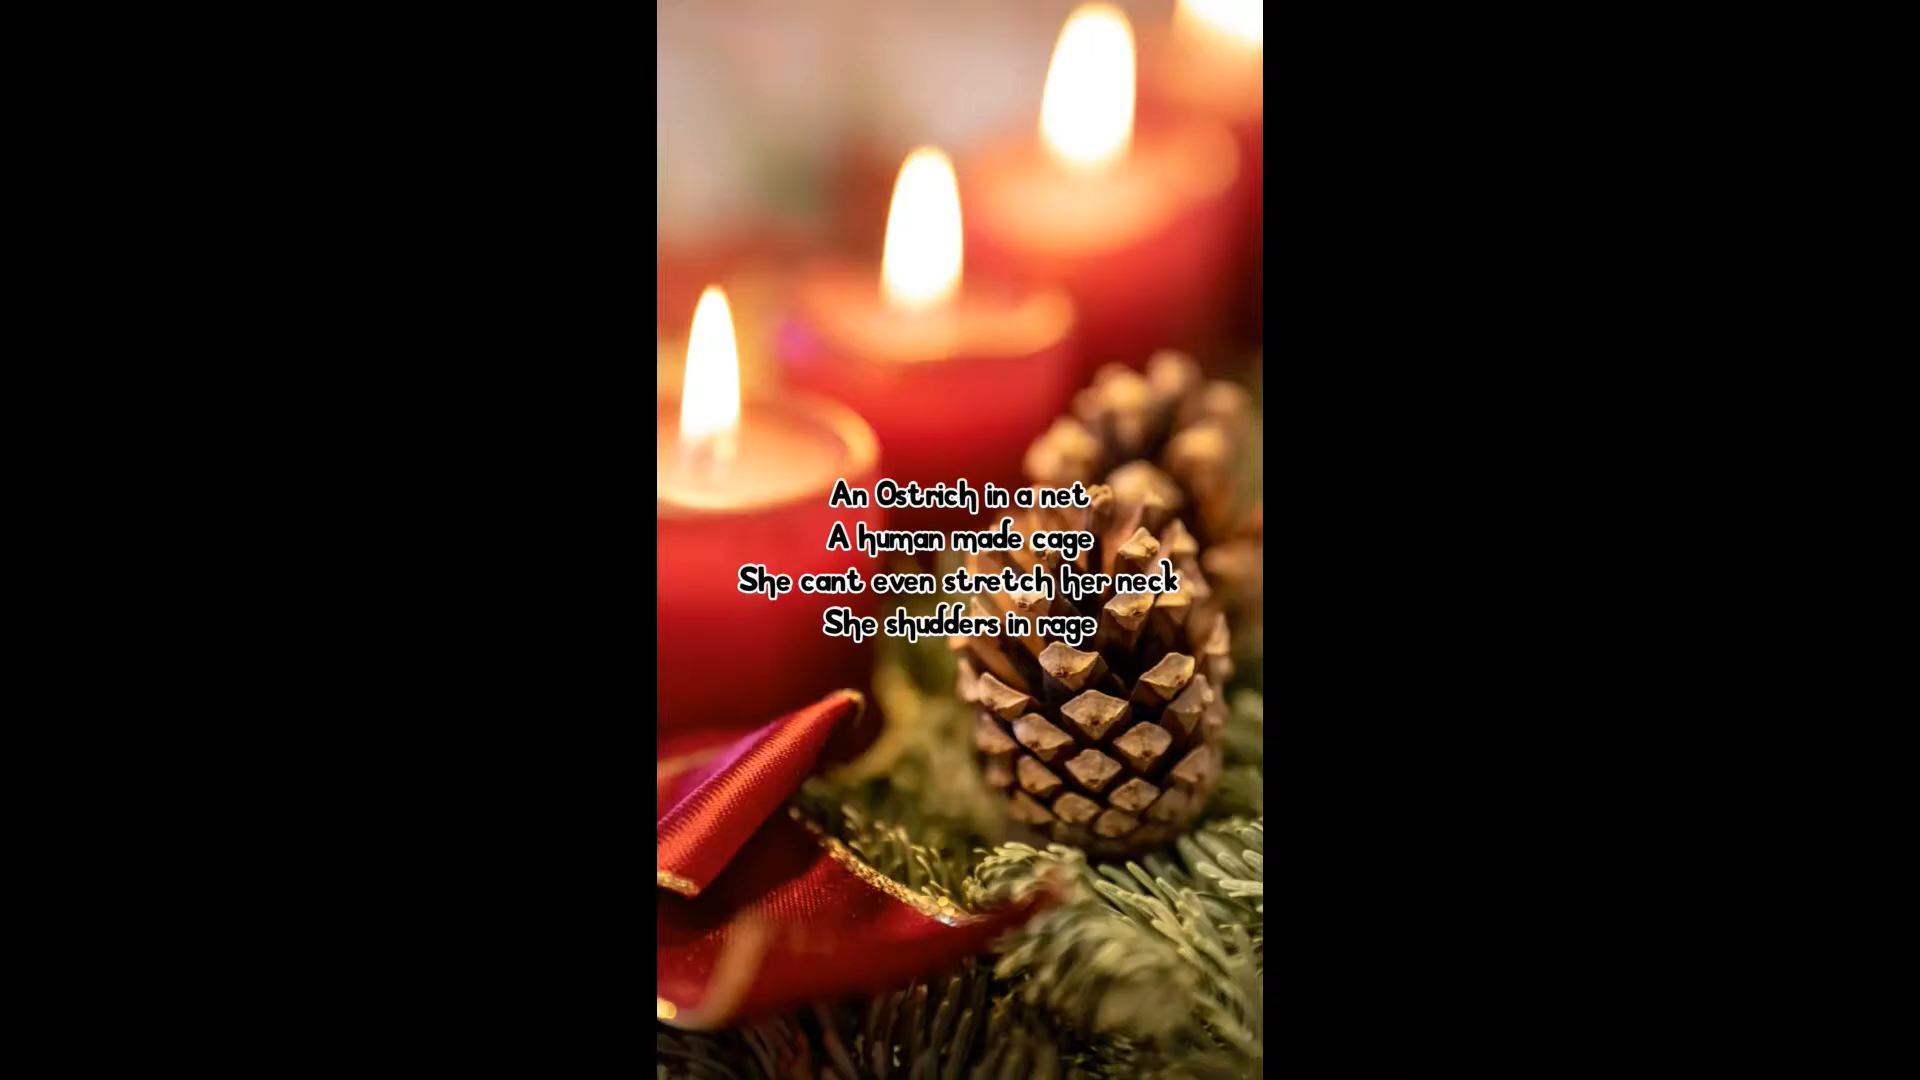 An Ostrich in a net
A human made cage
She cant even stretch her neck
She shudders in rage